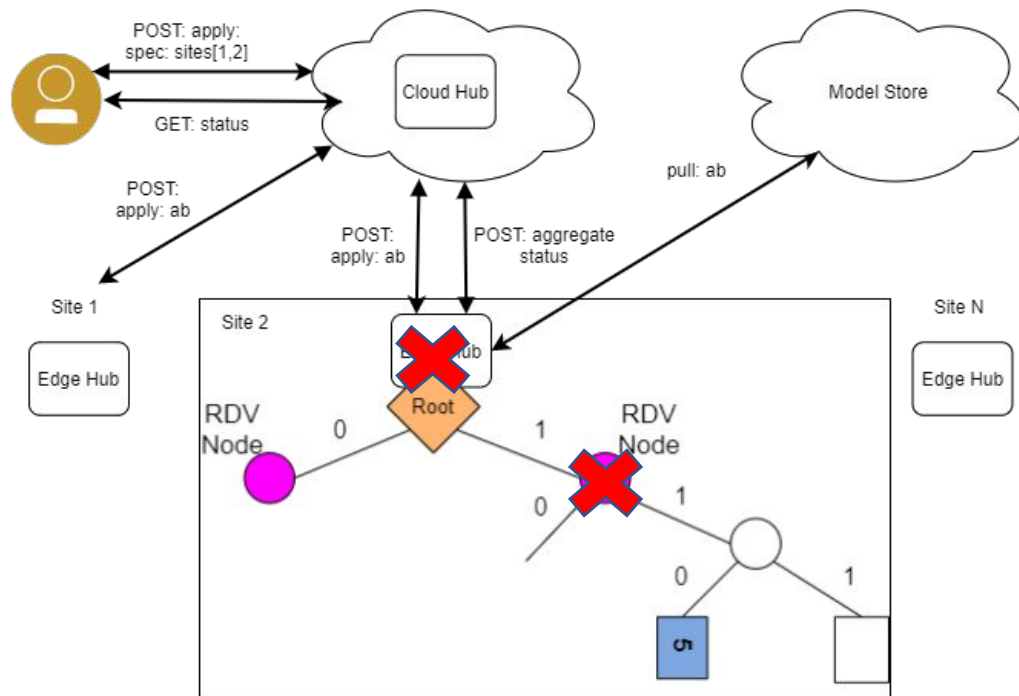 POST: apply:
spec: sites[1,2]
Cloud Hub
Model Store
GET: status
POST:
apply: ab
pull: ab
POST:
apply: ab
POST: aggregate
status
Site 1
Site 2
Site N
Edge Hub
Edge Hub
Root
RDV
Node
0
1
RDV
Node
0
1
0
1
5